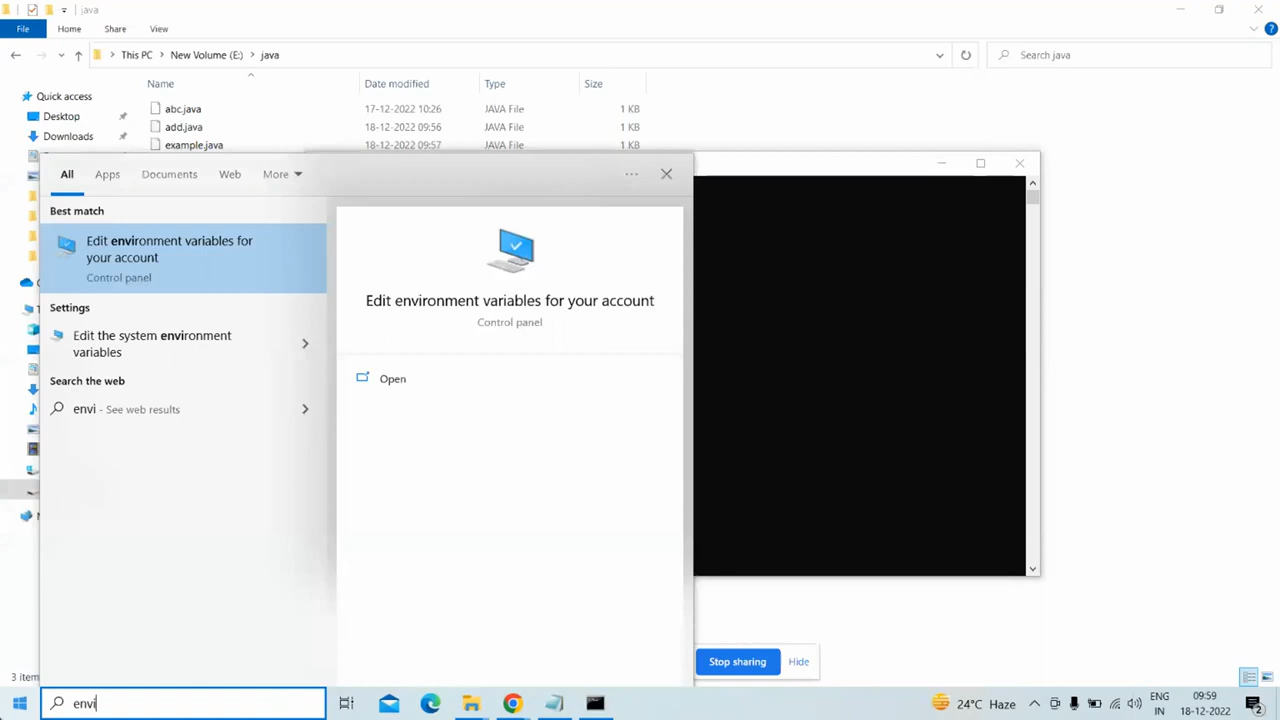 java
File
Home
Share
View
This PC
New Volume (E:)
java
Search java
Name
Date modified
Type
Size
Quick access
Desktop
Downloads
abc.java
17-12-2022 10:26
JAVA File
1 KB
add.java
18-12-2022 09:56
JAVA File
1 KB
example.java
18-12-2022 09:57
JAVA File
1 KB
All
Apps
Documents
Web
More
Best match
Edit environment variables for
your account
Control panel
Settings
Edit the system environment
variables
Search the web
envi - See web results
Edit environment variables for your account
Control panel
Open
Stop sharing
Hide
3 item
envi
24°C Haze
ENG
IN
09:59
18-12-2022
2